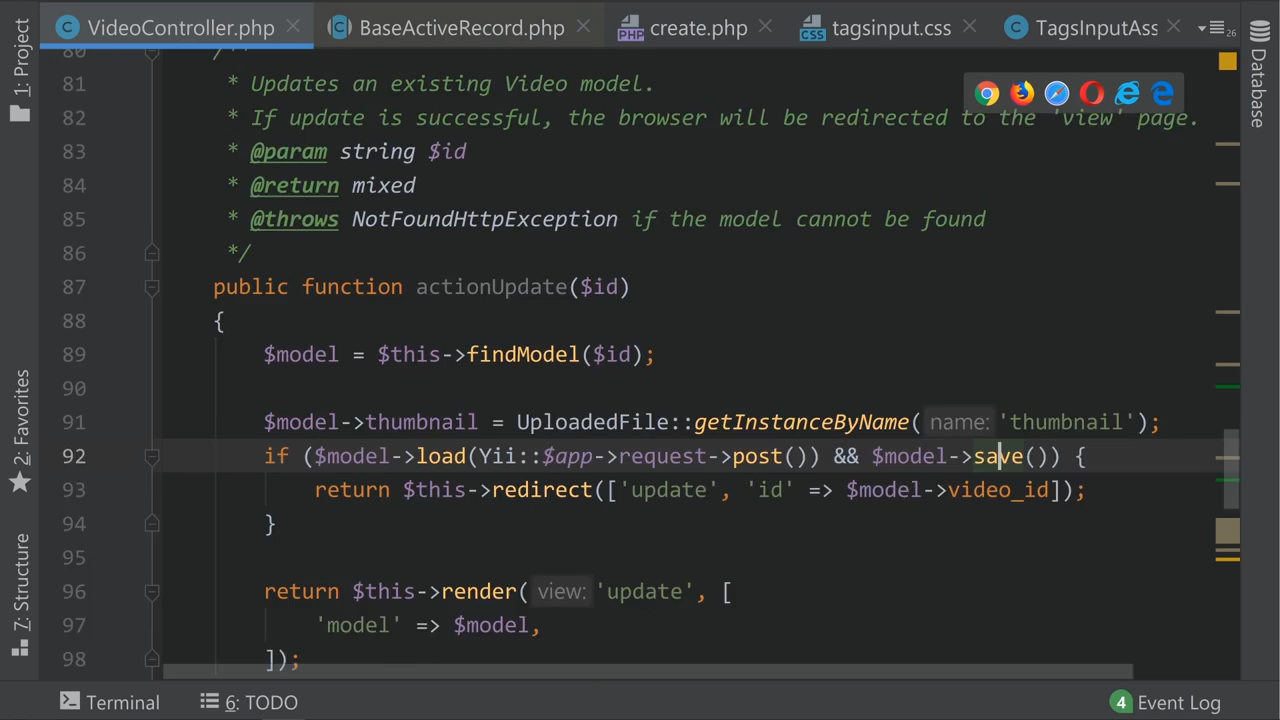 VideoController.php
BaseActiveRecord.php
create.php
tagsinput.css
TagsInputAss
26
1: Project
2: Favorites
7: Structure
Database
80 /**
81 * Updates an existing Video model.
82 * If update is successful, the browser will be redirected to the 'view' page.
83 * @param string $id
84 * @return mixed
85 * @throws NotFoundHttpException if the model cannot be found
86 */
87 public function actionUpdate($id)
88 {
89 $model = $this->findModel($id);
90
91 $model->thumbnail = UploadedFile::getInstanceByName( name: 'thumbnail');
92 if ($model->load(Yii::$app->request->post()) && $model->save()) {
93 return $this->redirect(['update', 'id' => $model->video_id]);
94 }
95
96 return $this->render( view: 'update', [
97 'model' => $model,
98 ]);
Terminal
6: TODO
4 Event Log